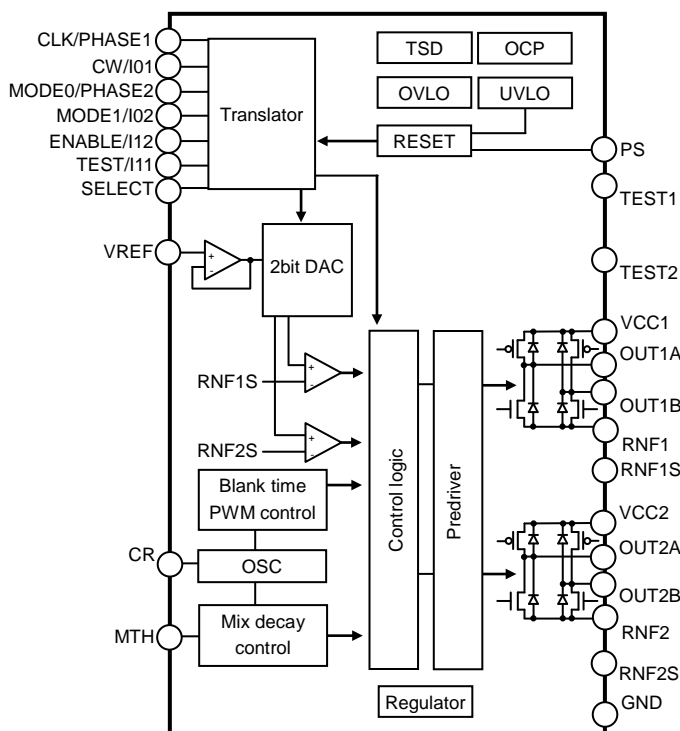 CLK/PHASE1
CW/I01
MODE0/PHASE2
MODE1/I02
ENABLE/I12
TEST/I11
SELECT
Translator
TSD
OCP
OVLO
UVLO
RESET
PS
TEST1
VREF
+
-
2bit DAC
TEST2
VCC1
OUT1A
OUT1B
RNF1
RNF1S
RNF1S
+
-
RNF2S
+
-
Control logic
Predriver
Blank time
PWM control
CR
OSC
MTH
Mix decay
control
VCC2
OUT2A
OUT2B
RNF2
RNF2S
GND
Regulator